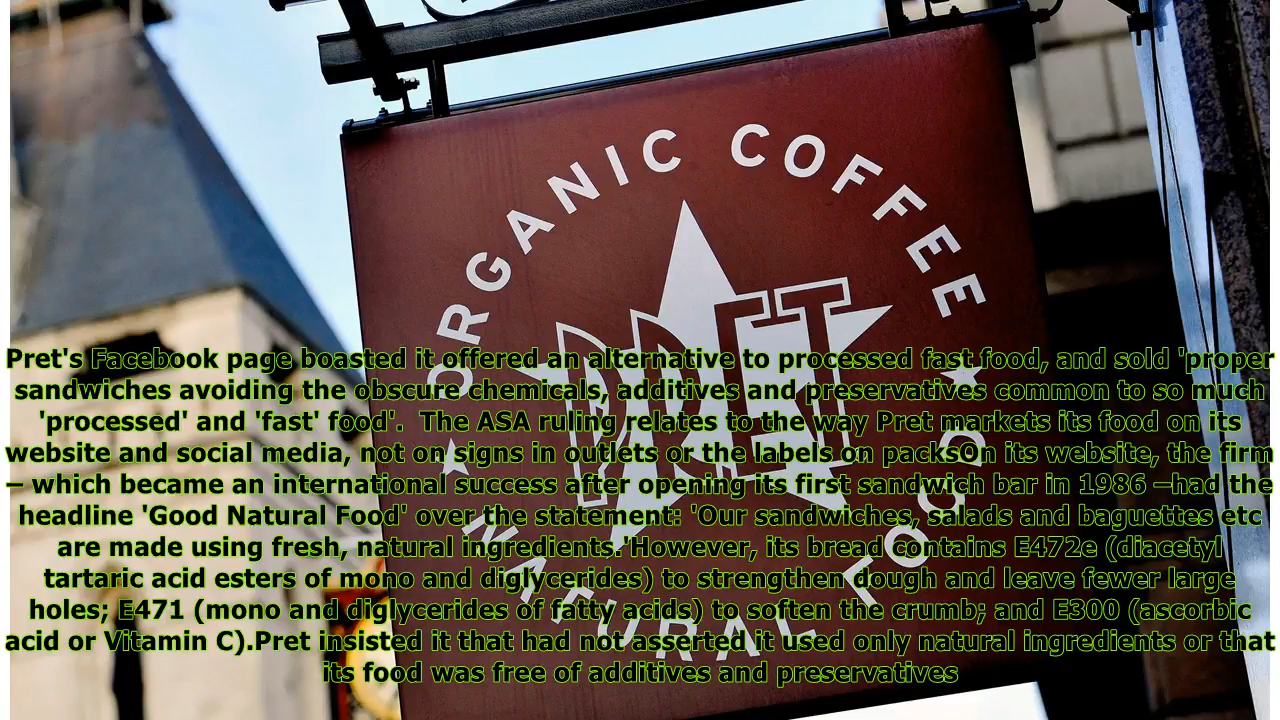 ORGANIC COFFEE
PRET
NATURAL FOOD
Pret's Facebook page boasted it offered an alternative to processed fast food, and sold 'proper
sandwiches avoiding the obscure chemicals, additives and preservatives common to so much
'processed' and 'fast' food'.  The ASA ruling relates to the way Pret markets its food on its
website and social media, not on signs in outlets or the labels on packsOn its website, the firm
– which became an international success after opening its first sandwich bar in 1986 –had the
headline 'Good Natural Food' over the statement: 'Our sandwiches, salads and baguettes etc
are made using fresh, natural ingredients.'However, its bread contains E472e (diacetyl
tartaric acid esters of mono and diglycerides) to strengthen dough and leave fewer large
holes; E471 (mono and diglycerides of fatty acids) to soften the crumb; and E300 (ascorbic
acid or Vitamin C).Pret insisted it that had not asserted it used only natural ingredients or that
its food was free of additives and preservatives